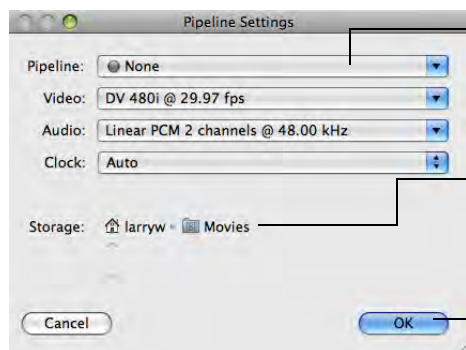 Pipeline Settings
Pipeline: None
Video: DV 480i @ 29.97 fps
Audio: Linear PCM 2 channels @ 48.00 kHz
Clock: Auto
Storage: larryw Movies
Cancel OK